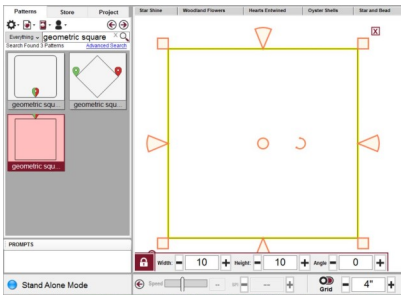 Patterns Store Project
Star Shine Woodland Flowers Hearts Entwined Oyster Shells Star and Bead
Everything geometric square x
Search Found 3 Patterns Advanced Search
X
geometric squ... geometric squ...
geometric squ...
PROMPTS
Width: - 10 + Height: - 10 + Angle - 0 +
Stand Alone Mode
Speed -- - --- + Grid - 4" +